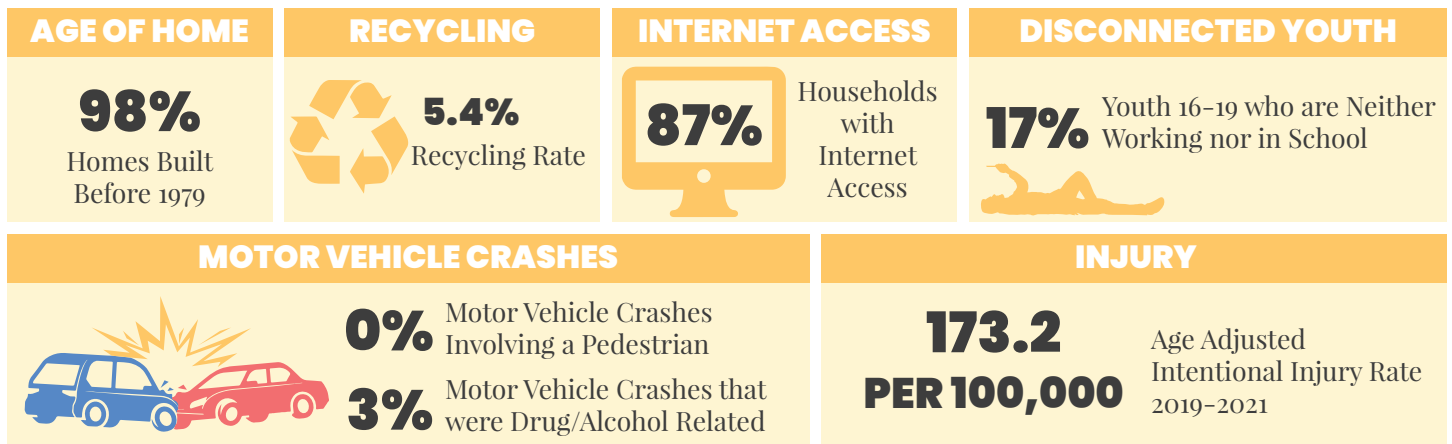 AGE OF HOME
98%
Homes Built
Before 1979
RECYCLING
5.4%
Recycling Rate
INTERNET ACCESS
87%
Households
with
Internet
Access
DISCONNECTED YOUTH
17%
Youth 16-19 who are Neither
Working nor in School
MOTOR VEHICLE CRASHES
0%
Motor Vehicle Crashes
Involving a Pedestrian
3%
Motor Vehicle Crashes that
were Drug/Alcohol Related
INJURY
173.2
PER 100,000
Age Adjusted
Intentional Injury Rate
2019-2021